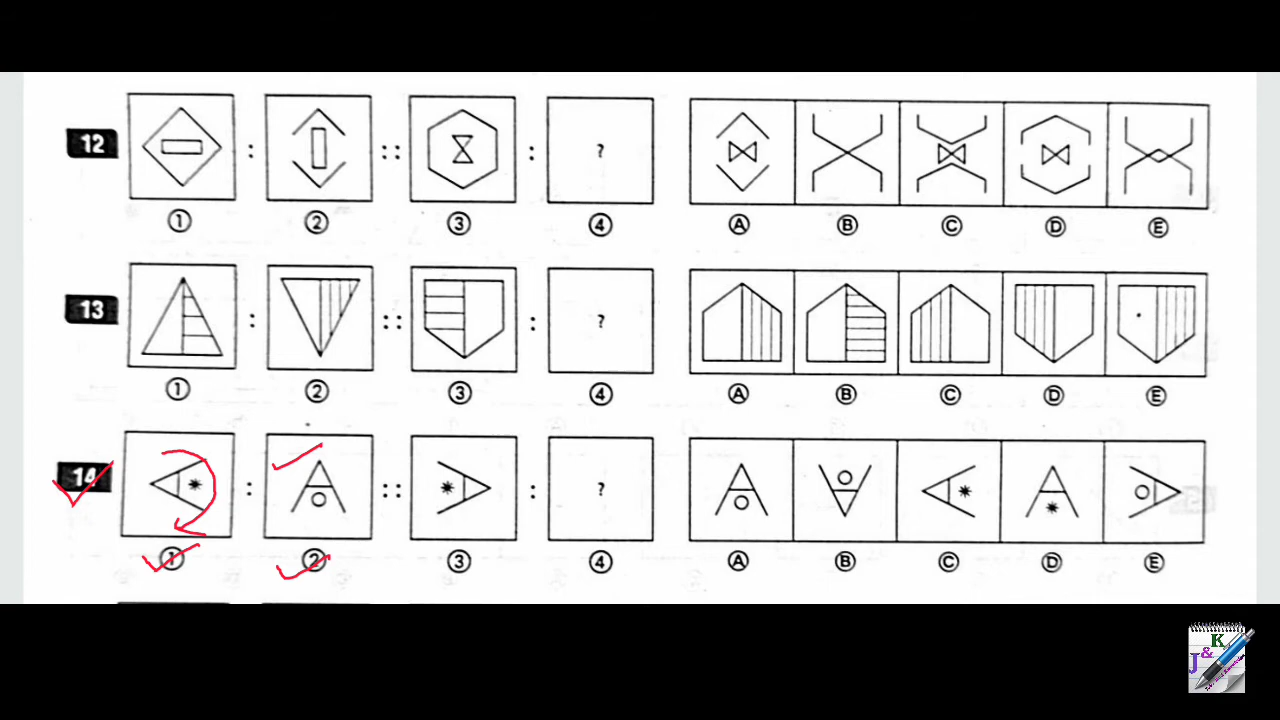 12 : :: : ?
① ② ③ ④ Ⓐ Ⓑ Ⓒ Ⓓ Ⓔ
13 : :: : ?
① ② ③ ④ Ⓐ Ⓑ Ⓒ Ⓓ Ⓔ
14 : :: : ?
① ② ③ ④ Ⓐ Ⓑ Ⓒ Ⓓ Ⓔ
J & K